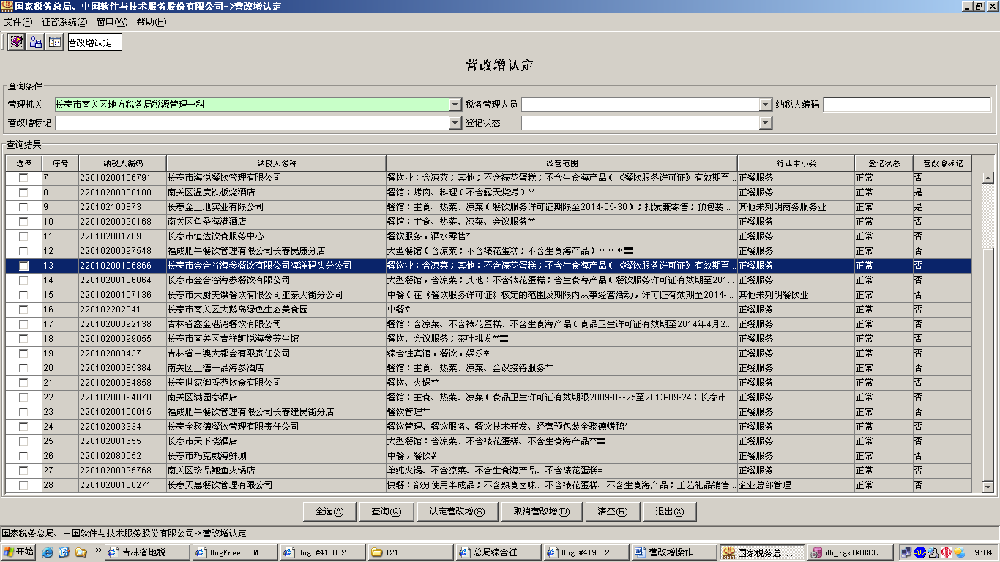 国家税务总局、中国软件与技术服务股份有限公司->营改增认定
文件(F) 征管系统(Z) 窗口(W) 帮助(H)
营改增认定
营改增认定
查询条件
管理机关 长春市南关区地方税务局税源管理一科 税务管理人员 纳税人编码
营改增标记 登记状态
查询结果
选择 序号 纳税人编码 纳税人名称 经营范围 行业中小类 登记状态 营改增标记
7 22010200106791 长春市海悦餐饮管理有限公司 餐饮业：含凉菜；其他；不含裱花蛋糕；不含生食海产品（《餐饮服务许可证》有效期至... 正餐服务 正常 否
8 22010200088180 南关区温度铁板烧酒店 餐馆：烤肉、料理（不含露天烧烤）** 正餐服务 正常 是
9 220102100873 长春金土地实业有限公司 餐馆：主食、热菜、凉菜（餐饮服务许可证期限至2014-05-30）；批发兼零售；预包装... 其他未列明商务服务业 正常 是
10 22010200090168 南关区鱼圣海港酒店 餐馆：主食、热菜、凉菜、会议服务** 正餐服务 正常 否
11 220102081709 长春市恒达饮食服务中心 餐饮服务，酒水零售* 正餐服务 正常 否
12 22010200097548 福成肥牛餐饮管理有限公司长春民康分店 大型餐馆（含凉菜；不含裱花蛋糕；不含生食海产品）＊＊＊〓 正餐服务 正常 否
13 22010200106866 长春市金合谷海参餐饮有限公司海洋码头分公司 餐饮业：含凉菜；其他：不含裱花蛋糕；不含生食海产品（《餐饮服务许可证》有效期至... 正餐服务 正常 否
14 22010200106864 长春市金合谷海参餐饮有限公司 大型餐馆，含凉菜；其他：不含裱花蛋糕；含生食海产品（餐饮服务许可证有效期至201... 正餐服务 正常 否
15 22010200107136 长春市天厨美馔餐饮有限公司亚泰大街分公司 中餐（在《餐饮服务许可证》核定的范围及期限内从事经营活动，许可证有效期至2014-... 其他未列明餐饮业 正常 否
16 220102202041 长春市南关区大鹅岛绿色生态美食园 中餐# 正餐服务 正常 否
17 22010200092138 吉林省鑫金港湾餐饮有限公司 餐馆：含凉菜、不含裱花蛋糕、不含生食海产品（食品卫生许可证有效期至2014年4月2... 正餐服务 正常 否
18 22010200099055 长春市南关区吉祥凯悦海参养生馆 餐饮、会议服务；茶叶批发**〓 正餐服务 正常 否
19 220102000437 吉林省中澳大都会有限责任公司 综合性宾馆，餐饮，娱乐# 正餐服务 正常 否
20 22010200085384 南关区上德一品海参酒店 餐馆：主食、热菜、凉菜、会议接待服务** 正餐服务 正常 否
21 22010200084858 长春世家御香苑饮食有限公司 餐饮、火锅** 正餐服务 正常 否
22 22010200094870 南关区满园春酒店 餐馆：主食、热菜、凉菜（食品卫生许可证有效期限2009-09-25至2013-09-24；长春市... 正餐服务 正常 否
23 22010200100015 福成肥牛餐饮管理有限公司长春建民街分店 餐饮管理**= 正餐服务 正常 否
24 220102003334 长春全聚德餐饮管理有限责任公司 餐饮管理、餐饮服务、餐饮技术开发、经营预包装全聚德烤鸭* 正餐服务 正常 否
25 220102081655 长春市天下晓酒店 大型餐馆：含凉菜、不含裱花蛋糕、不含生食海产品**〓 正餐服务 正常 否
26 220102080052 长春市玛克威海鲜城 中餐，餐饮# 正餐服务 正常 否
27 22010200095768 南关区珍品鲍鱼火锅店 单纯火锅、不含凉菜、不含生食海产品、不含裱花蛋糕= 正餐服务 正常 否
28 22010200100271 长春天惠餐饮管理有限公司 快餐：部分使用半成品；不含熟食卤味、不含裱花蛋糕、不含生食海产品；工艺礼品销售... 企业总部管理 正常 否
全选(A) 查询(Q) 认定营改增(S) 取消营改增(D) 清空(R) 退出(X)
国家税务总局、中国软件与技术服务股份有限公司->营改增认定
开始 吉林省地税... BugFree - M... Bug #4188 2... 121 总局综合征... Bug #4190 2... 营改增操作... 国家税务总... db_zgxt@ORCL... 09:04